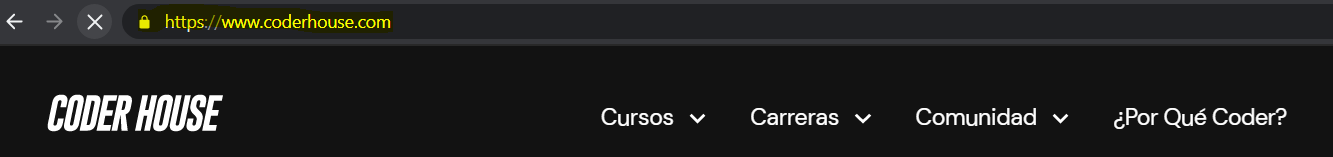 https://www.coderhouse.com
CODER HOUSE
Cursos
Carreras
Comunidad
¿Por Qué Coder?